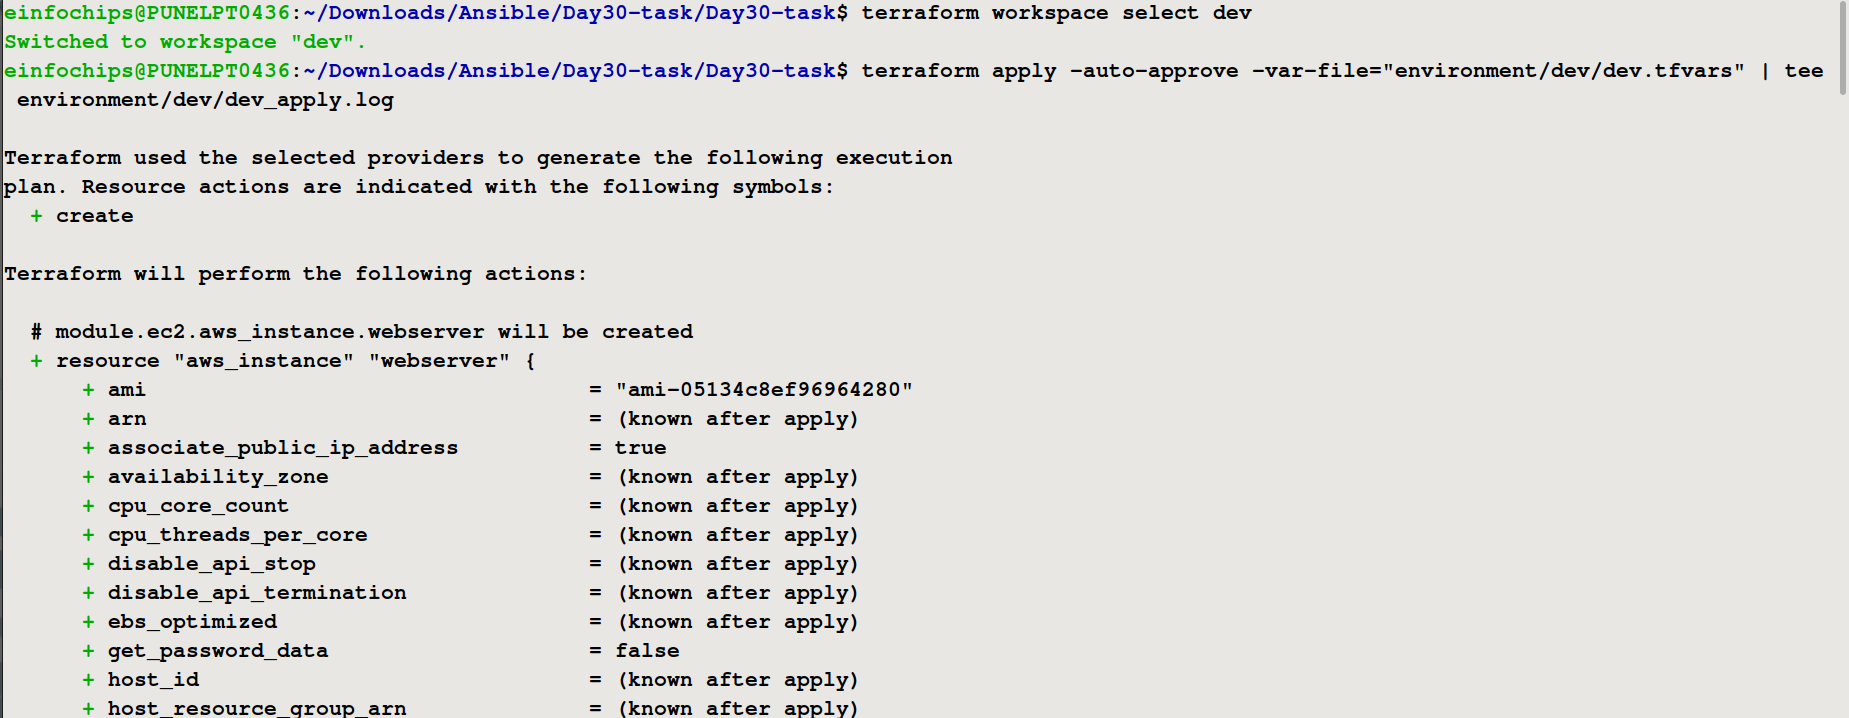 einfochips@PUNELPT0436:~/Downloads/Ansible/Day30-task/Day30-task$ terraform workspace select dev
Switched to workspace "dev".
einfochips@PUNELPT0436:~/Downloads/Ansible/Day30-task/Day30-task$ terraform apply -auto-approve -var-file="environment/dev/dev.tfvars" | tee
 environment/dev/dev_apply.log

Terraform used the selected providers to generate the following execution
plan. Resource actions are indicated with the following symbols:
  + create

Terraform will perform the following actions:

  # module.ec2.aws_instance.webserver will be created
  + resource "aws_instance" "webserver" {
      + ami                                  = "ami-05134c8ef96964280"
      + arn                                  = (known after apply)
      + associate_public_ip_address          = true
      + availability_zone                    = (known after apply)
      + cpu_core_count                       = (known after apply)
      + cpu_threads_per_core                 = (known after apply)
      + disable_api_stop                     = (known after apply)
      + disable_api_termination              = (known after apply)
      + ebs_optimized                        = (known after apply)
      + get_password_data                    = false
      + host_id                              = (known after apply)
      + host_resource_group_arn              = (known after apply)